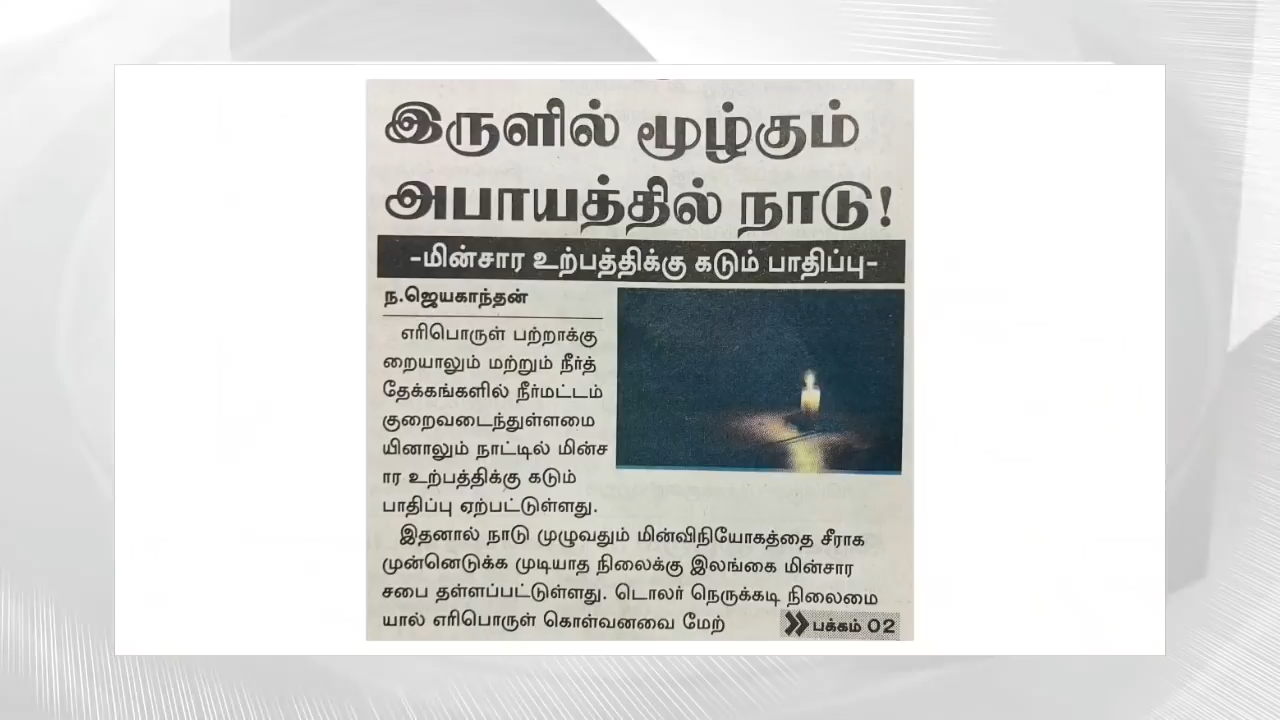 இருளில் மூழ்கும்
அபாயத்தில் நாடு!
-மின்சார உற்பத்திக்கு கடும் பாதிப்பு-
ந.ஜெயகாந்தன்
எரிபொருள் பற்றாக்கு
றையாலும் மற்றும் நீர்த்
தேக்கங்களில் நீர்மட்டம்
குறைவடைந்துள்ளமை
யினாலும் நாட்டில் மின்ச
ார உற்பத்திக்கு கடும்
பாதிப்பு ஏற்பட்டுள்ளது.
இதனால் நாடு முழுவதும் மின்விநியோகத்தை சீராக
முன்னெடுக்க முடியாத நிலைக்கு இலங்கை மின்சார
சபை தள்ளப்பட்டுள்ளது. டொலர் நெருக்கடி நிலைமை
யால் எரிபொருள் கொள்வனவை மேற்
பக்கம் 02